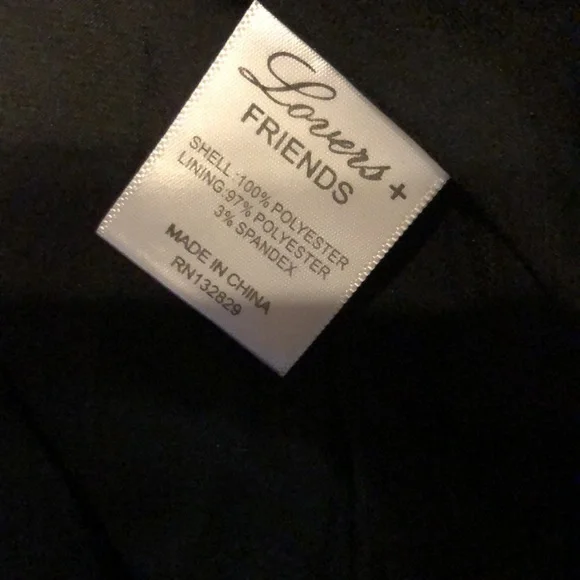 Lovers +
FRIENDS
SHELL :100% POLYESTER
LINING:97% POLYESTER
3% SPANDEX
MADE IN CHINA
RN132829